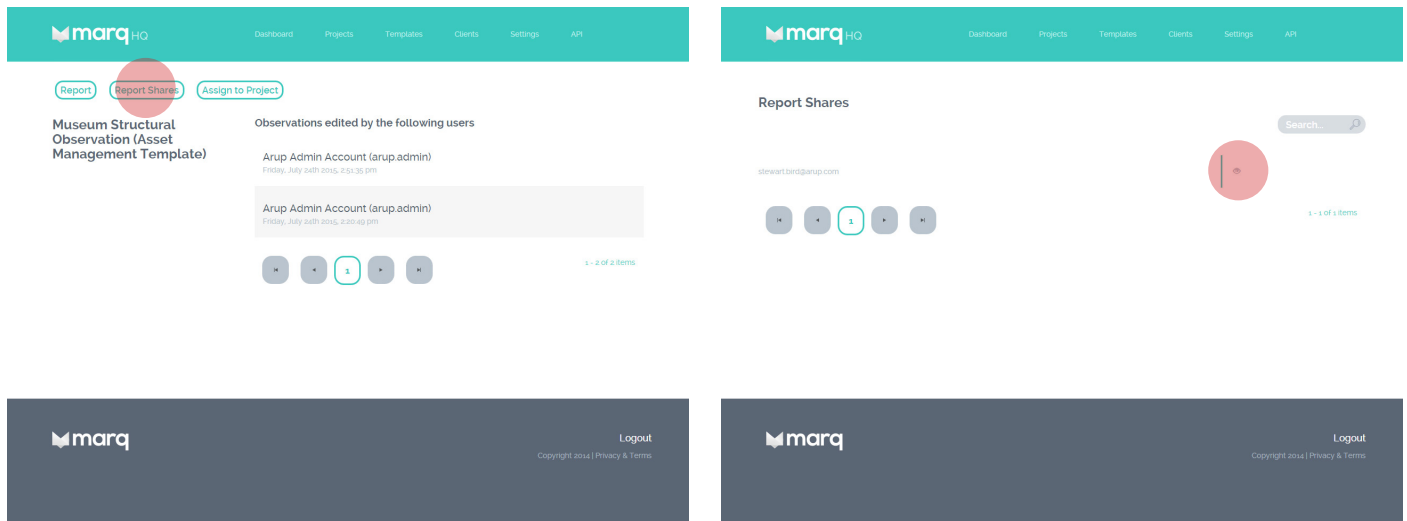 marq HQ
Dashboard Projects Templates Clients Settings API
Report Report Shares Assign to Project
Museum Structural
Observation (Asset
Management Template)
Observations edited by the following users
Arup Admin Account (arup.admin)
Friday, July 24th 2015, 2:51:35 pm
Arup Admin Account (arup.admin)
Friday, July 24th 2015, 2:20:49 pm
1
1 - 2 of 2 items
marq
Logout
Copyright 2014 | Privacy & Terms
marq HQ
Dashboard Projects Templates Clients Settings API
Report Shares
Search...
stewart.bird@arup.com
1
1 - 1 of 1 items
marq
Logout
Copyright 2014 | Privacy & Terms